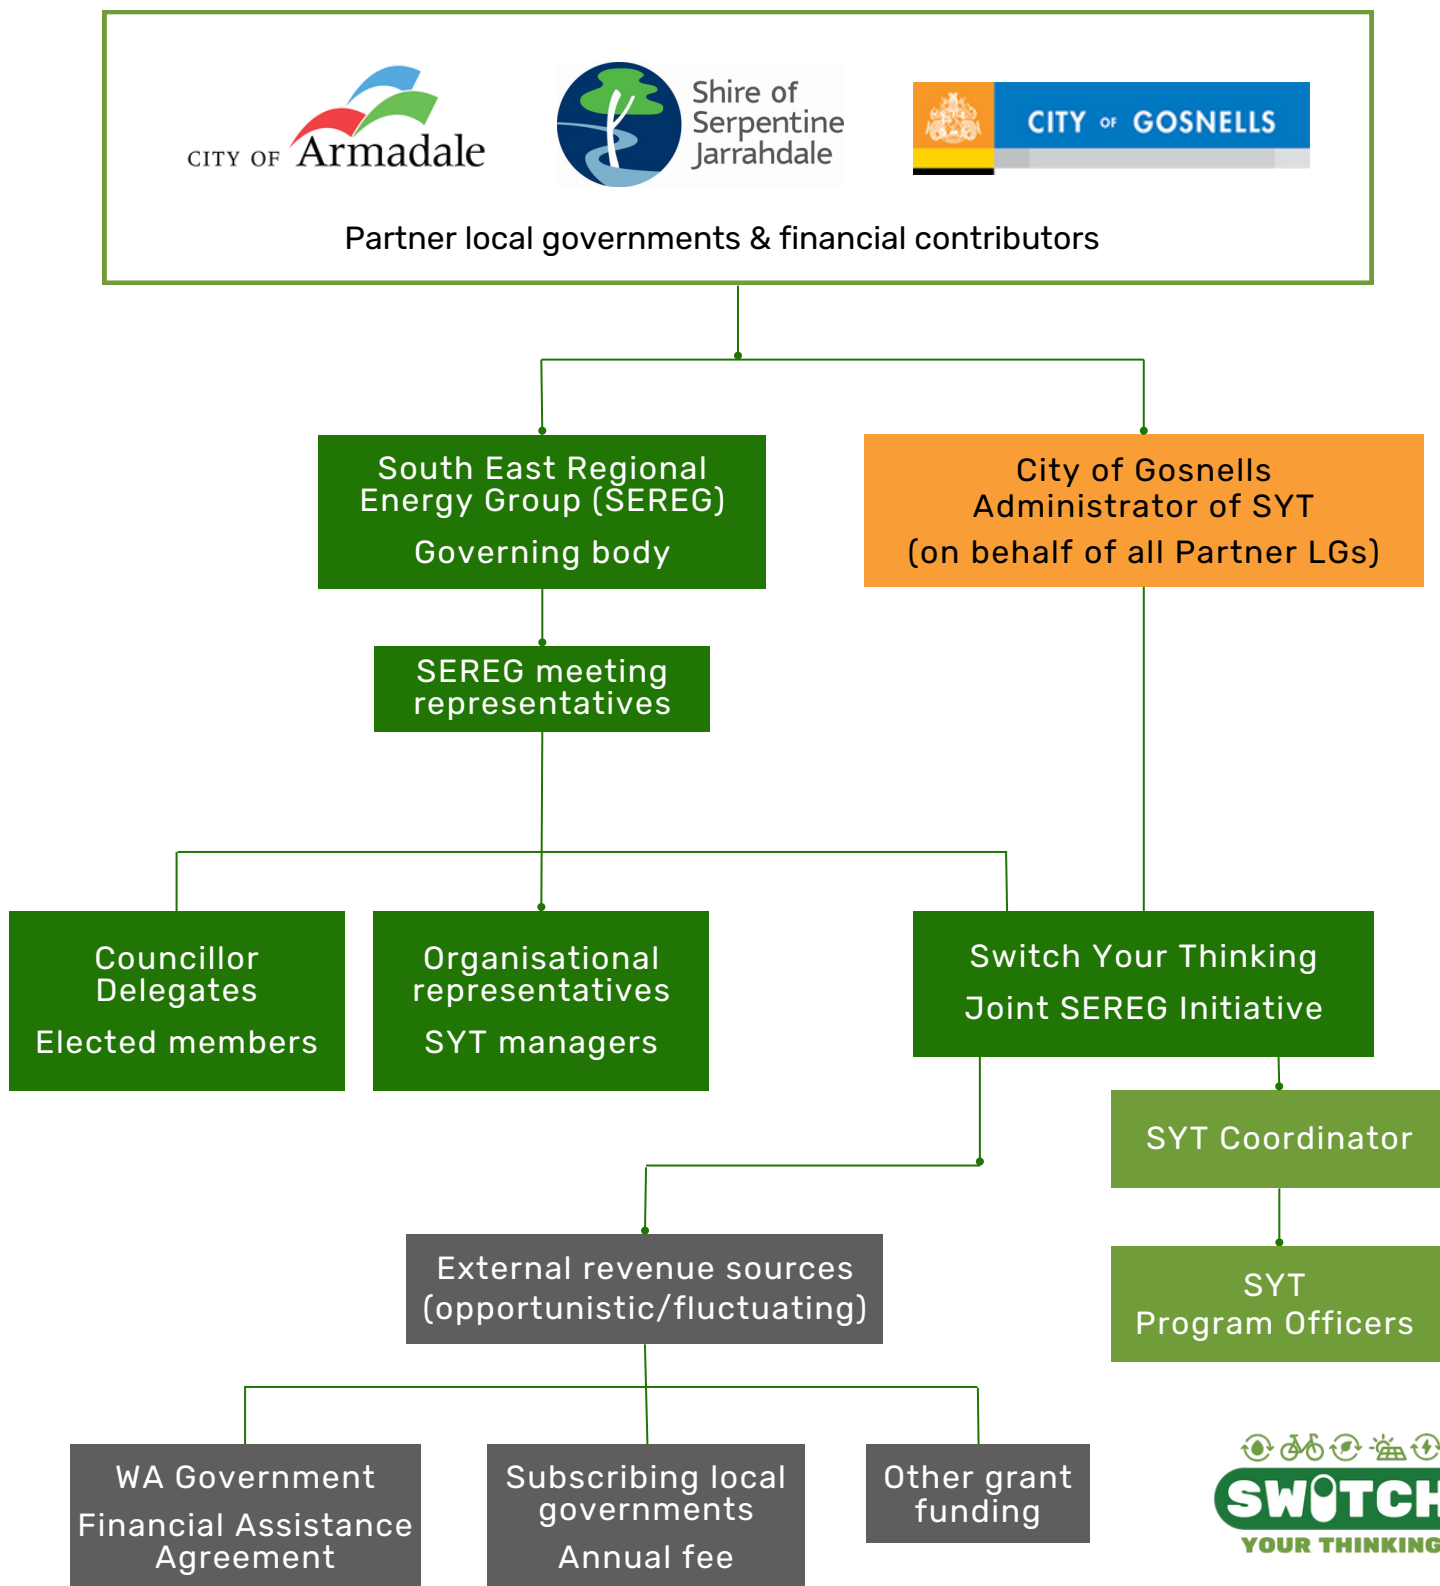 CITY OF Armadale
Shire of
Serpentine
Jarrahdale
CITY OF GOSNELLS
Partner local governments & financial contributors
South East Regional
Energy Group (SEREG)
Governing body
City of Gosnells
Administrator of SYT
(on behalf of all Partner LGs)
SEREG meeting
representatives
Councillor
Delegates
Elected members
Organisational
representatives
SYT managers
Switch Your Thinking
Joint SEREG Initiative
SYT Coordinator
SYT
Program Officers
External revenue sources
(opportunistic/fluctuating)
WA Government
Financial Assistance
Agreement
Subscribing local
governments
Annual fee
Other grant
funding
SWITCH
YOUR THINKING